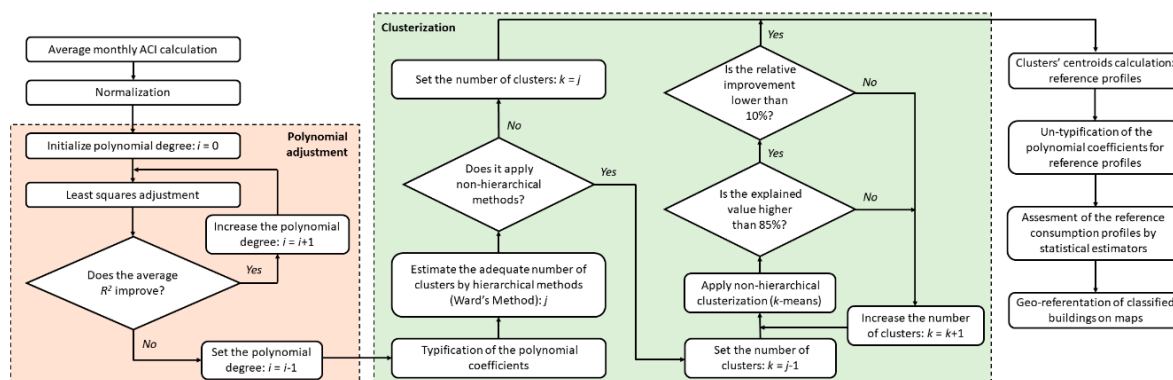 Average monthly ACI calculation
Normalization
Polynomial
adjustment
Initialize polynomial degree: i = 0
Least squares adjustment
Increase the polynomial
degree: i = i+1
Does the average
R² improve?
Yes
No
Set the polynomial
degree: i = i-1
Clusterization
Set the number of clusters: k = j
No
Does it apply
non-hierarchical
methods?
Yes
Estimate the adequate number of
clusters by hierarchical methods
(Ward's Method): j
Typification of the polynomial
coefficients
Yes
Is the relative
improvement
lower than
10%?
No
Yes
Is the explained
value higher
than 85%?
No
Apply non-hierarchical
clusterization (k-means)
Increase the number
of clusters: k = k+1
Set the number of
clusters: k = j-1
Clusters' centroids calculation:
reference profiles
Un-typification of the
polynomial coefficients for
reference profiles
Assesment of the reference
consumption profiles by
statistical estimators
Geo-referentation of classified
buildings on maps